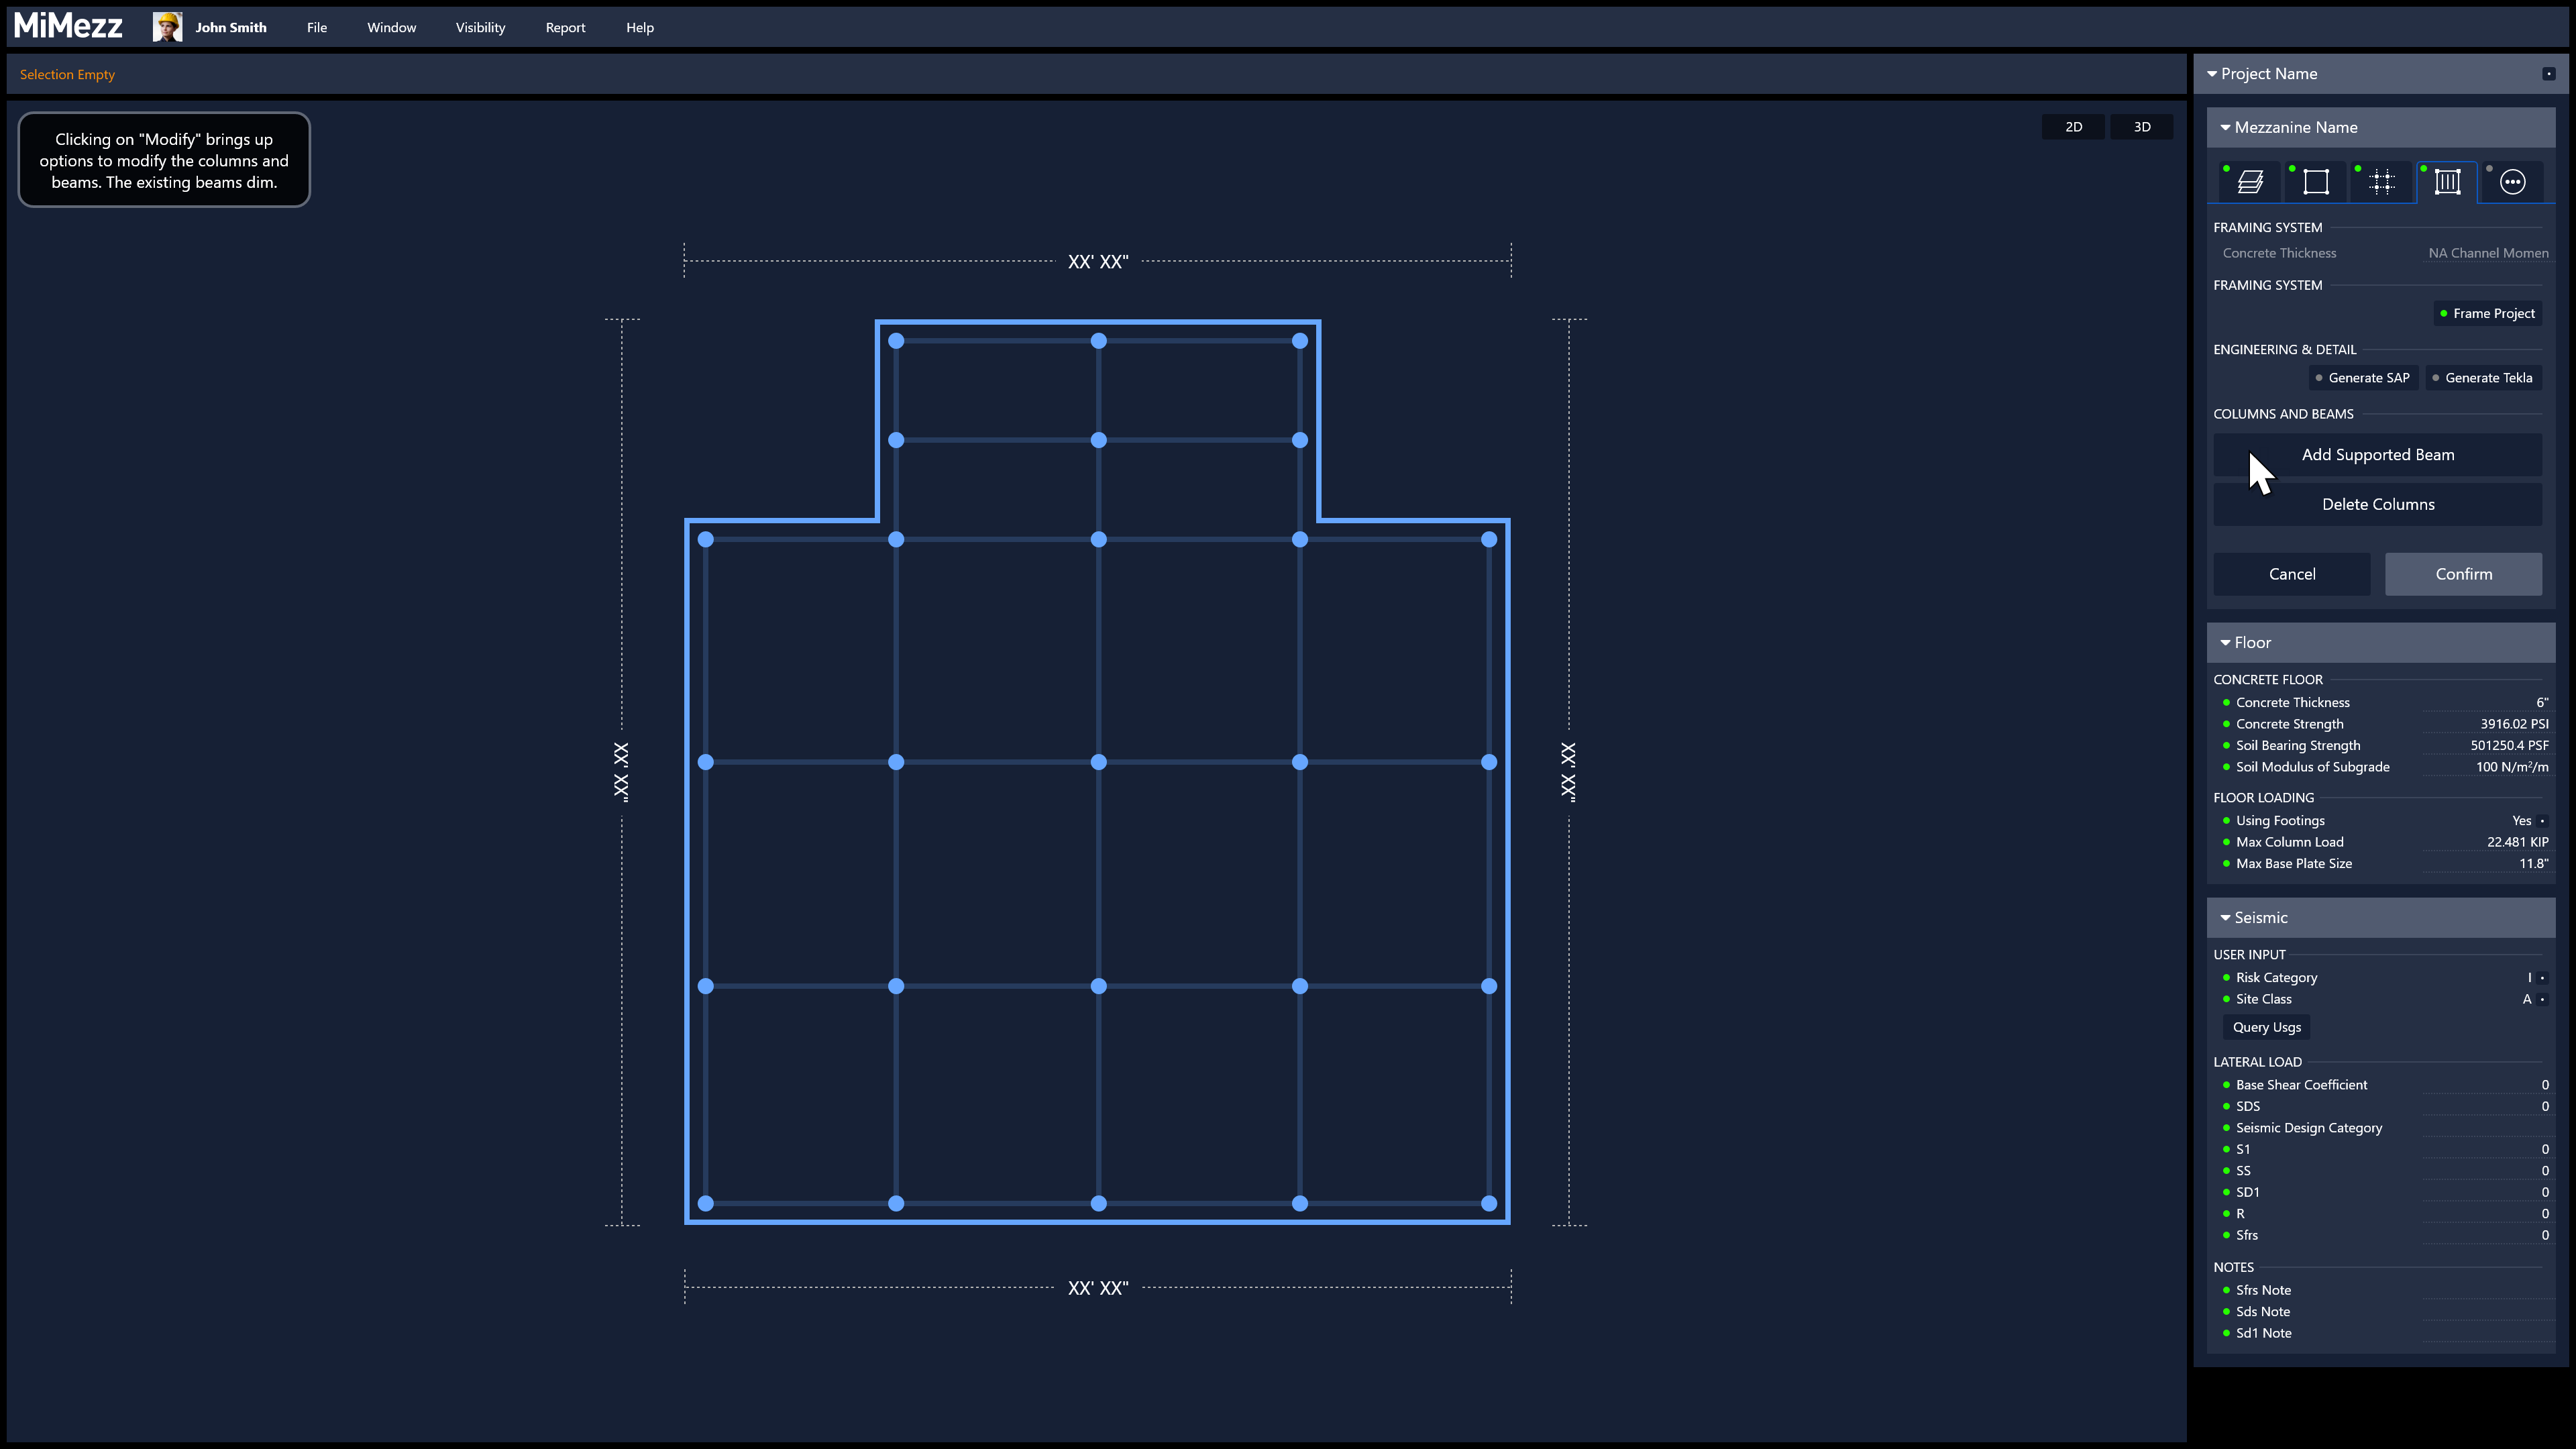 MiMezz
John Smith
File
Window
Visibility
Report
Help
Selection Empty
Clicking on "Modify" brings up
options to modify the columns and
beams. The existing beams dim.
2D
3D
XX' XX"
XX' XX"
XX' XX"
XX' XX"
Project Name
Mezzanine Name
FRAMING SYSTEM
Concrete Thickness NA Channel Momen
FRAMING SYSTEM
Frame Project
ENGINEERING & DETAIL
Generate SAP Generate Tekla
COLUMNS AND BEAMS
Add Supported Beam
Delete Columns
Cancel Confirm
Floor
CONCRETE FLOOR
Concrete Thickness 6"
Concrete Strength 3916.02 PSI
Soil Bearing Strength 501250.4 PSF
Soil Modulus of Subgrade 100 N/m²/m
FLOOR LOADING
Using Footings Yes
Max Column Load 22.481 KIP
Max Base Plate Size 11.8"
Seismic
USER INPUT
Risk Category I
Site Class A
Query Usgs
LATERAL LOAD
Base Shear Coefficient 0
SDS 0
Seismic Design Category
S1 0
SS 0
SD1 0
R 0
Sfrs 0
NOTES
Sfrs Note
Sds Note
Sd1 Note